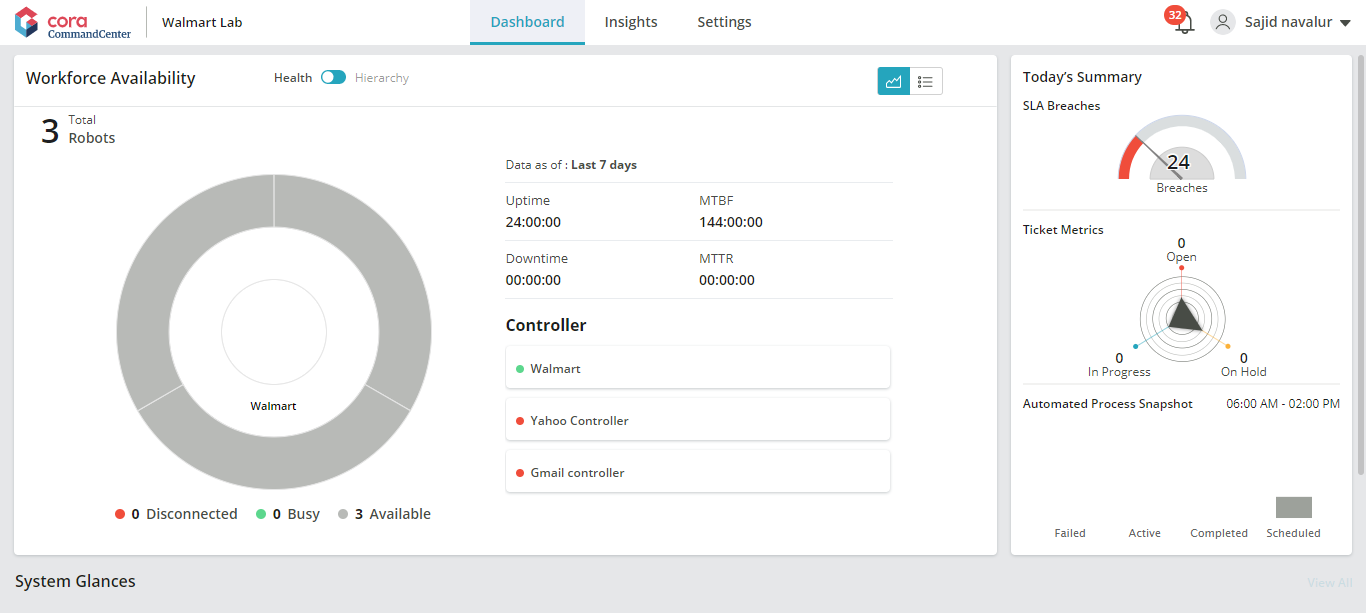 cora
CommandCenter
Walmart Lab
Dashboard
Insights
Settings
32
Sajid navalur
Workforce Availability
Health
Hierarchy
3
Total
Robots
Walmart
0 Disconnected
0 Busy
3 Available
Data as of : Last 7 days
Uptime
MTBF
24:00:00
144:00:00
Downtime
MTTR
00:00:00
00:00:00
Controller
Walmart
Yahoo Controller
Gmail controller
Today's Summary
SLA Breaches
24
Breaches
Ticket Metrics
0
Open
0
In Progress
0
On Hold
Automated Process Snapshot
06:00 AM - 02:00 PM
Failed
Active
Completed
Scheduled
System Glances
View All